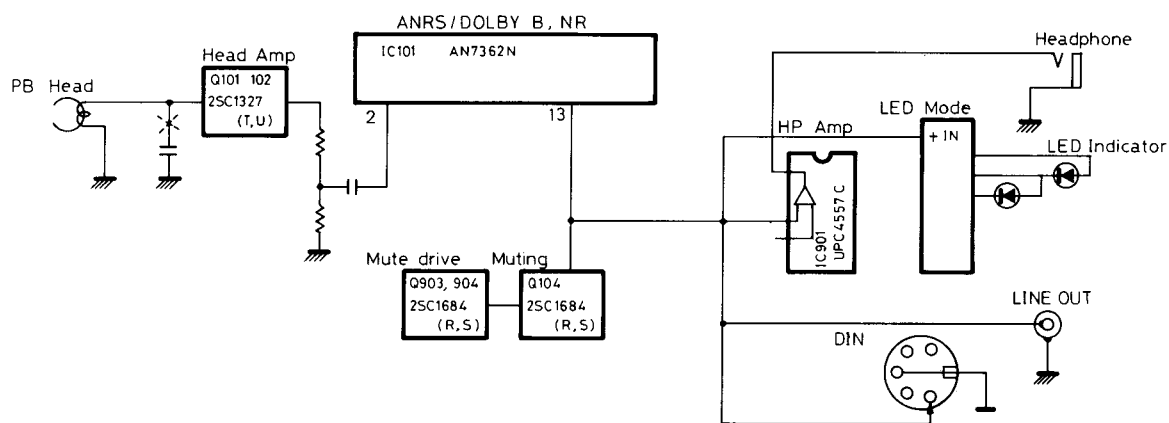 ANRS/DOLBY B, NR
IC101 AN7362N
Head Amp
Q101 102
2SC1327
(T,U)
PB Head
2
13
Headphone
LED Mode
+ IN
HP Amp
LED Indicator
IC901
UPC4557C
Mute drive
Q903, 904
2SC1684
(R,S)
Muting
Q104
2SC1684
(R,S)
LINE OUT
DIN